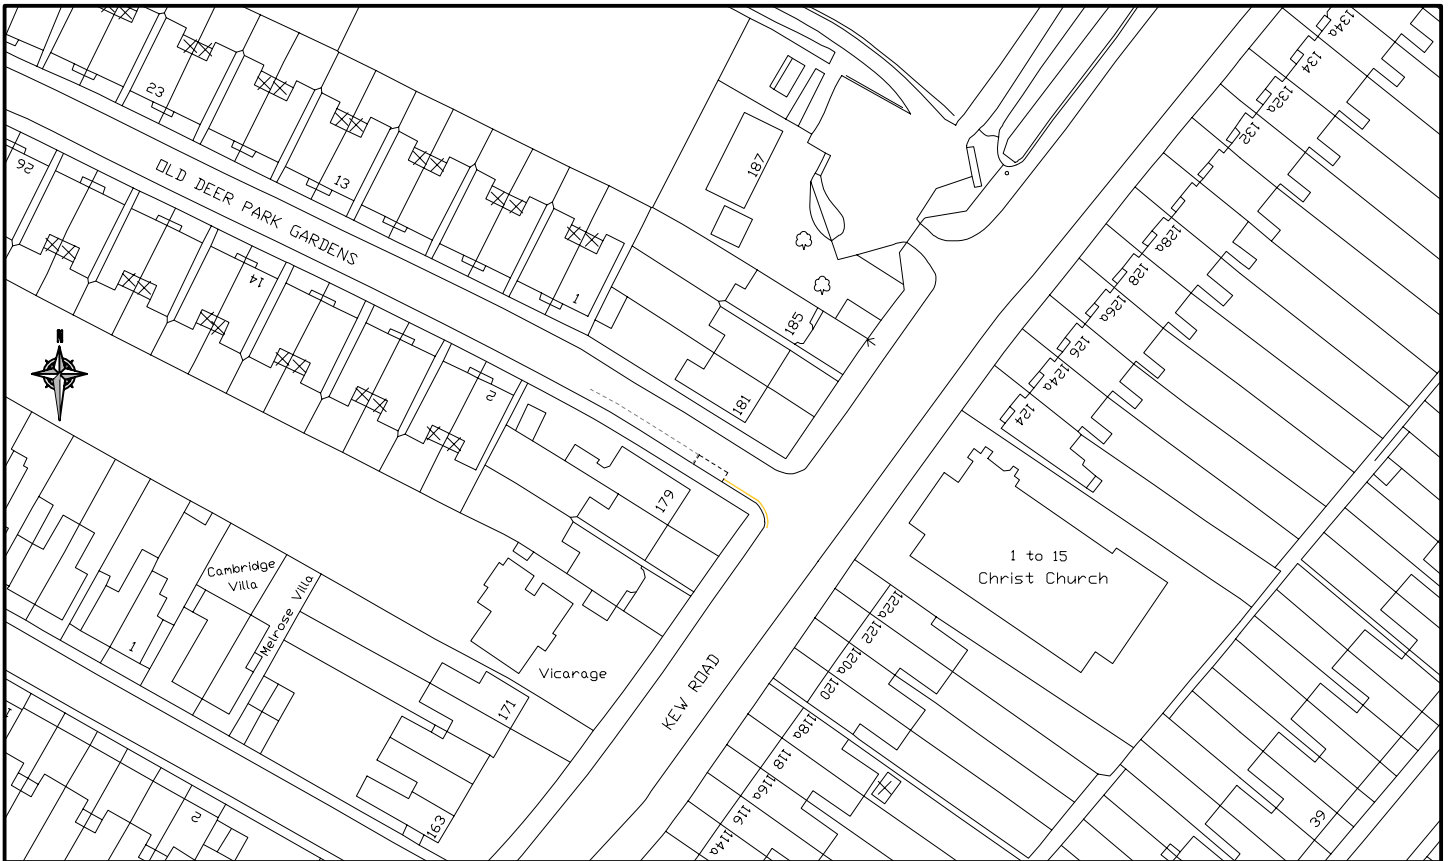 134a
134
132a
132
23
13
26
OLD DEER PARK GARDENS
187
128a
128
126a
126
124a
124
14
1
185
181
N
2
179
1 to 15
Christ Church
Cambridge
Villa
Melrose Villa
1
122a
122
120a
120
Vicarage
KEW ROAD
171
118a
118
116a
116
114a
163
2
39
1